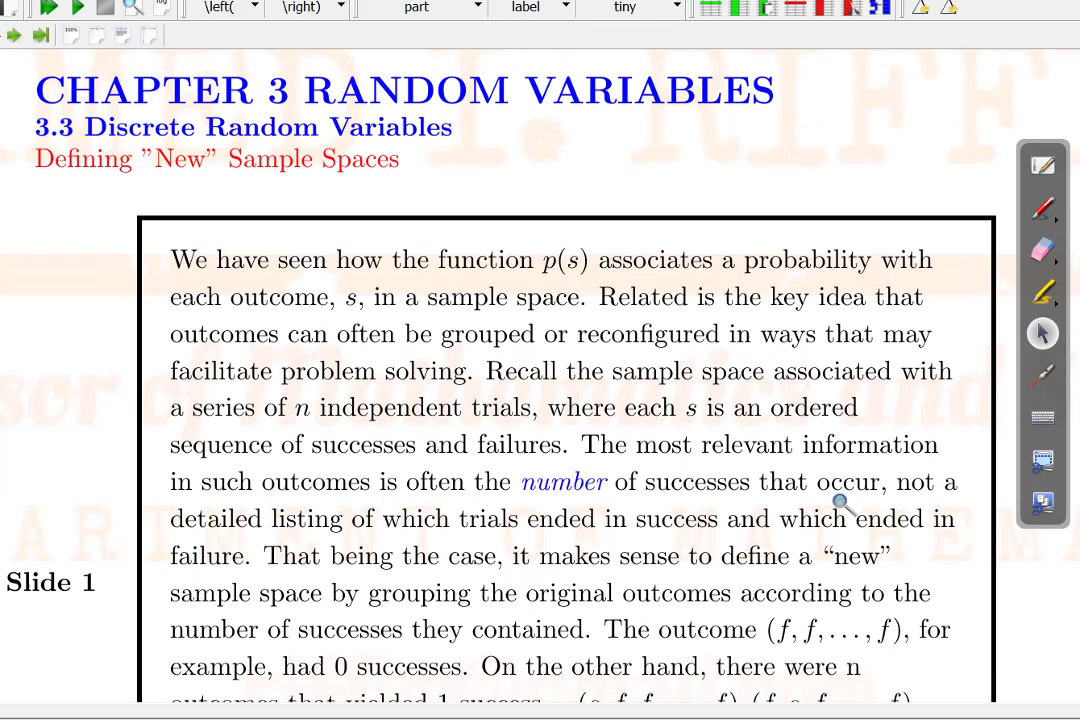 \left( \right) part label tiny
CHAPTER 3 RANDOM VARIABLES
3.3 Discrete Random Variables
Defining ”New” Sample Spaces
We have seen how the function p(s) associates a probability with
each outcome, s, in a sample space. Related is the key idea that
outcomes can often be grouped or reconfigured in ways that may
facilitate problem solving. Recall the sample space associated with
a series of n independent trials, where each s is an ordered
sequence of successes and failures. The most relevant information
in such outcomes is often the number of successes that occur, not a
detailed listing of which trials ended in success and which ended in
failure. That being the case, it makes sense to define a “new”
Slide 1
sample space by grouping the original outcomes according to the
number of successes they contained. The outcome (f, f, . . . , f), for
example, had 0 successes. On the other hand, there were n
outcomes that yielded 1 success